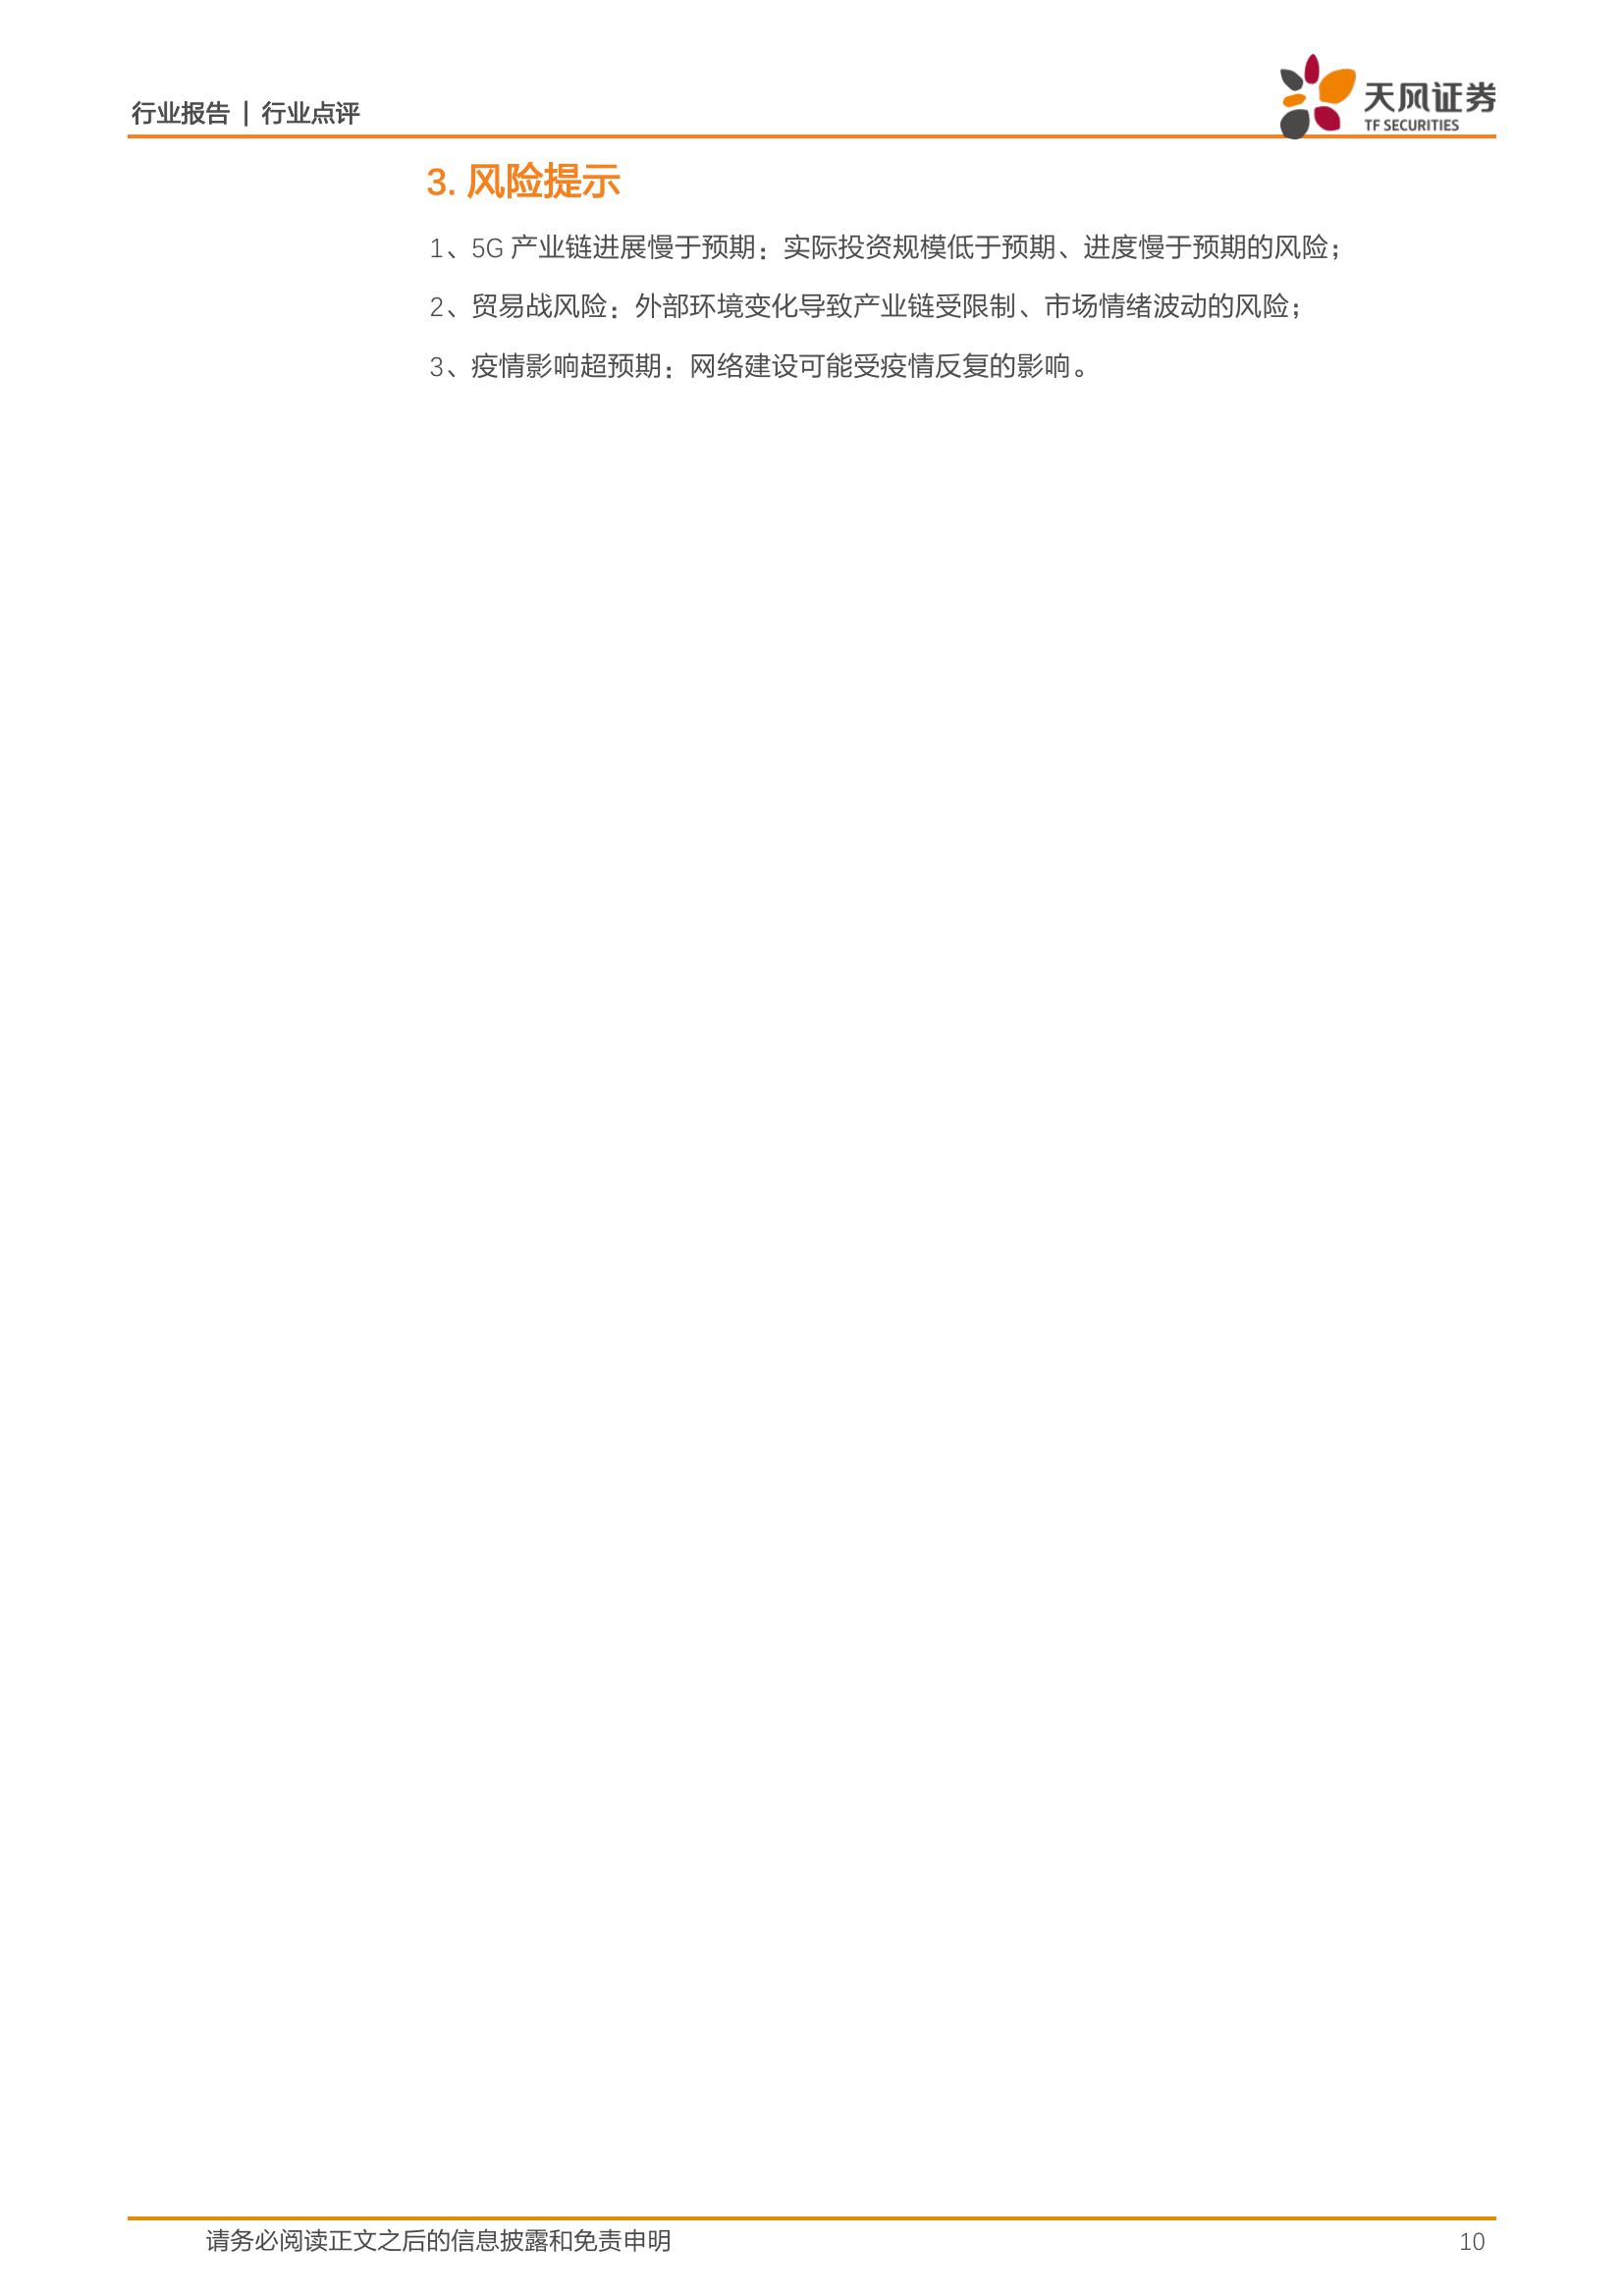 行业报告 | 行业点评
天风证券
TF SECURITIES
3. 风险提示
1、5G 产业链进展慢于预期：实际投资规模低于预期、进度慢于预期的风险；
2、贸易战风险：外部环境变化导致产业链受限制、市场情绪波动的风险；
3、疫情影响超预期：网络建设可能受疫情反复的影响。
请务必阅读正文之后的信息披露和免责申明
10